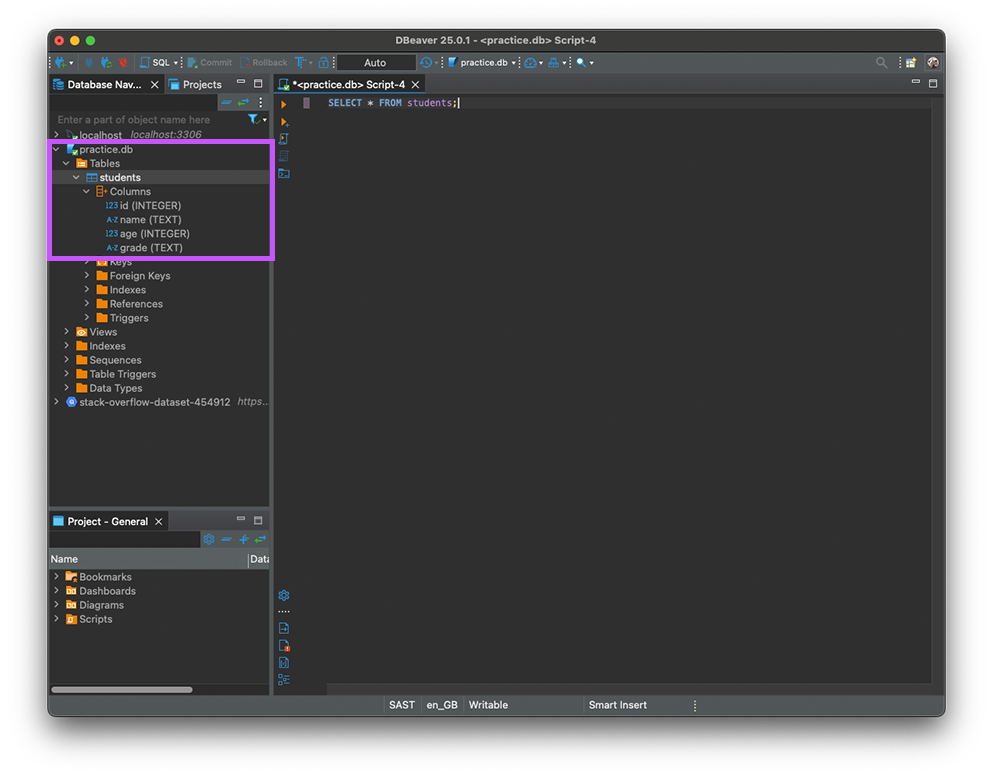 DBeaver 25.0.1 - <practice.db> Script-4
SQL Commit Rollback Auto practice.db
Database Nav... Projects
*<practice.db> Script-4
Enter a part of object name here
SELECT * FROM students;
localhost localhost:3306
practice.db
Tables
students
Columns
123 id (INTEGER)
A-Z name (TEXT)
123 age (INTEGER)
A-Z grade (TEXT)
Keys
Foreign Keys
Indexes
References
Triggers
Views
Indexes
Sequences
Table Triggers
Data Types
stack-overflow-dataset-454912 https...
Project - General
Name Data
Bookmarks
Dashboards
Diagrams
Scripts
SAST en_GB Writable Smart Insert